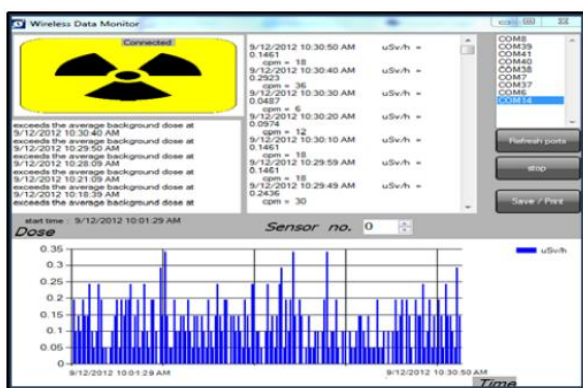 Wireless Data Monitor
Connected
exceeds the average background dose at
9/12/2012 10:30:40 AM
exceeds the average background dose at
9/12/2012 10:29:50 AM
exceeds the average background dose at
9/12/2012 10:28:09 AM
exceeds the average background dose at
9/12/2012 10:21:09 AM
exceeds the average background dose at
9/12/2012 10:18:39 AM
exceeds the average background dose at
9/12/2012 10:30:50 AM uSv/h =
0.1461
cpm = 18
9/12/2012 10:30:40 AM uSv/h =
0.2923
cpm = 36
9/12/2012 10:30:30 AM uSv/h =
0.0487
cpm = 6
9/12/2012 10:30:20 AM uSv/h =
0.0974
cpm = 12
9/12/2012 10:30:10 AM uSv/h =
0.1461
cpm = 18
9/12/2012 10:29:59 AM uSv/h =
0.1461
cpm = 18
9/12/2012 10:29:49 AM uSv/h =
0.2436
cpm = 30
COM8
COM39
COM41
COM40
COM38
COM7
COM37
COM6
COM14
Refresh ports
stop
Save / Print
start time : 9/12/2012 10:01:29 AM
Dose
Sensor no. 0
0.35
0.3
0.25
0.2
0.15
0.1
0.05
0
uSv/h
9/12/2012 10:01:29 AM
9/12/2012 10:30:50 AM
Time